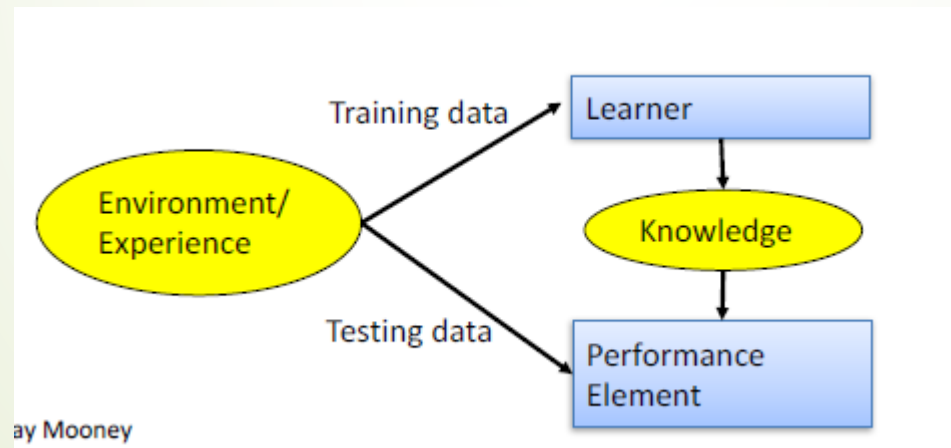 Training data
Learner
Environment/
Experience
Knowledge
Testing data
Performance
Element
ay Mooney